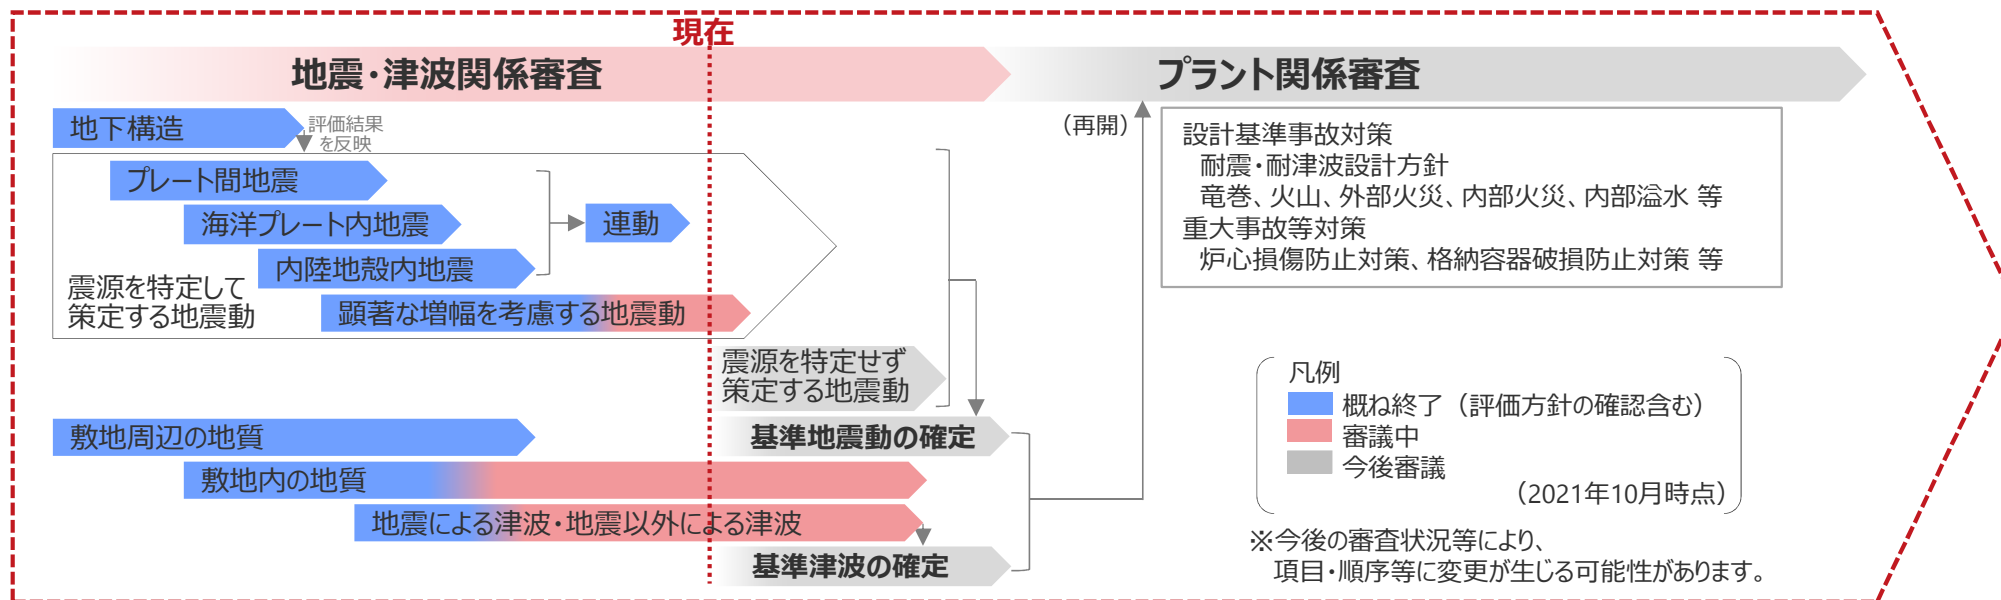 現在
地震・津波関係審査
プラント関係審査
地下構造
評価結果
を反映
プレート間地震
海洋プレート内地震
内陸地殻内地震
連動
震源を特定して
策定する地震動
顕著な増幅を考慮する地震動
震源を特定せず
策定する地震動
敷地周辺の地質
基準地震動の確定
敷地内の地質
地震による津波・地震以外による津波
基準津波の確定
（再開）
設計基準事故対策
耐震・耐津波設計方針
竜巻、火山、外部火災、内部火災、内部溢水 等
重大事故等対策
炉心損傷防止対策、格納容器破損防止対策 等
凡例
概ね終了（評価方針の確認含む）
審議中
今後審議
（2021年10月時点）
※今後の審査状況等により、
項目・順序等に変更が生じる可能性があります。